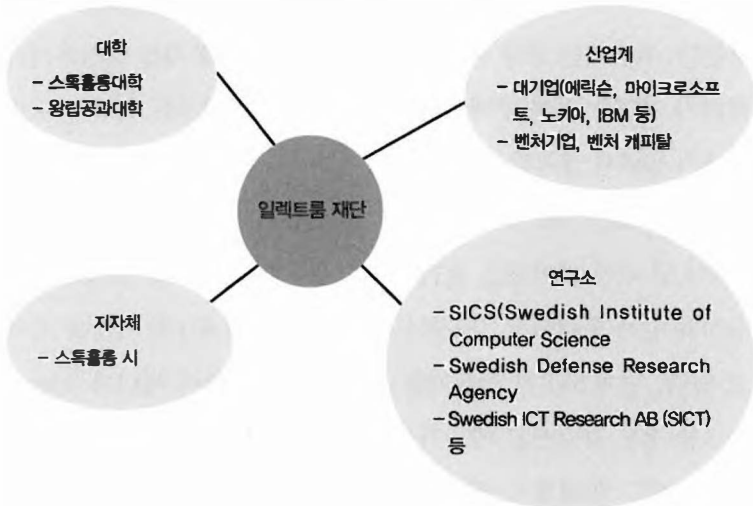 대학
– 스톡홀름대학
– 왕립공과대학
산업계
– 대기업(에릭슨, 마이크로소프
트, 노키아, IBM 등)
– 벤처기업, 벤처 캐피탈
일렉트룸 재단
지자체
– 스톡홀름 시
연구소
– SICS(Swedish Institute of
Computer Science
– Swedish Defense Research
Agency
– Swedish ICT Research AB (SICT)
등